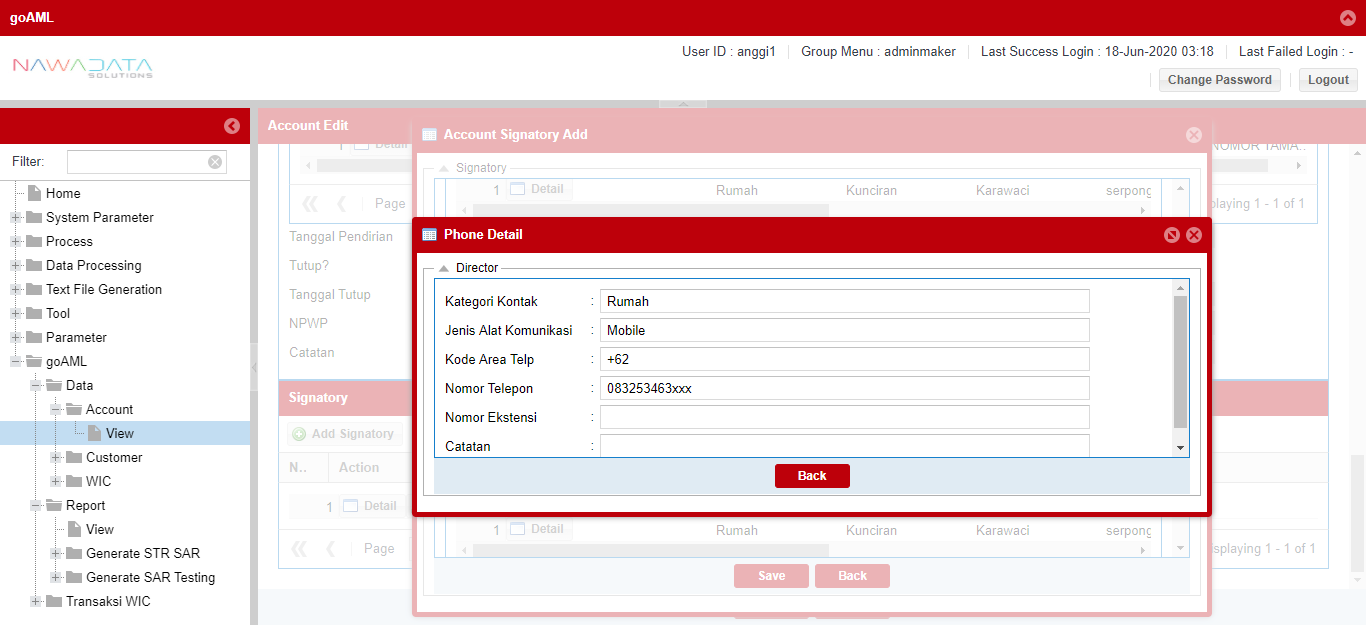 goAML
NAWADATA
SOLUTIONS
User ID : anggi1
Group Menu : adminmaker
Last Success Login : 18-Jun-2020 03:18
Last Failed Login : -
Change Password
Logout
Filter:
Home
System Parameter
Process
Data Processing
Text File Generation
Tool
Parameter
goAML
Data
Account
View
Customer
WIC
Report
View
Generate STR SAR
Generate SAR Testing
Transaksi WIC
Account Edit
1 Detail
NOMOR TAMA..
Page
playing 1 - 1 of 1
Tanggal Pendirian
Tutup?
Tanggal Tutup
NPWP
Catatan
Signatory
Add Signatory
N.. Action
1 Detail
Page
splaying 1 - 1 of 1
Account Signatory Add
Signatory
1 Detail Rumah Kunciran Karawaci serpong
Phone Detail
Director
Kategori Kontak : Rumah
Jenis Alat Komunikasi : Mobile
Kode Area Telp : +62
Nomor Telepon : 083253463xxx
Nomor Ekstensi :
Catatan :
Back
1 Detail Rumah Kunciran Karawaci serpong
Save
Back